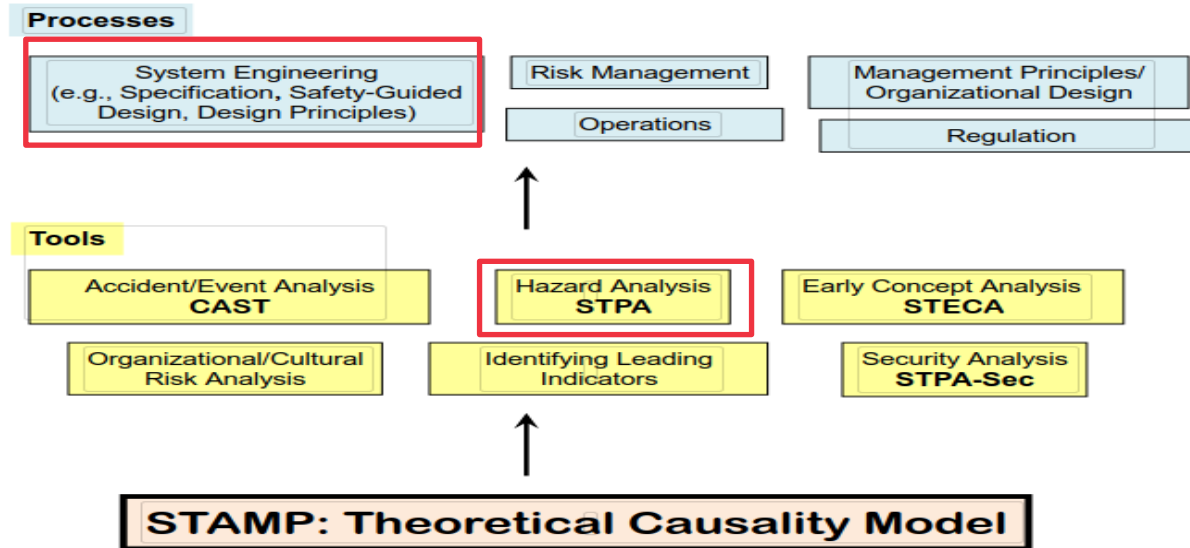 Processes
System Engineering
(e.g., Specification, Safety-Guided
Design, Design Principles)
Risk Management
Operations
Management Principles/
Organizational Design
Regulation
Tools
Accident/Event Analysis
CAST
Hazard Analysis
STPA
Early Concept Analysis
STECA
Organizational/Cultural
Risk Analysis
Identifying Leading
Indicators
Security Analysis
STPA-Sec
STAMP: Theoretical Causality Model